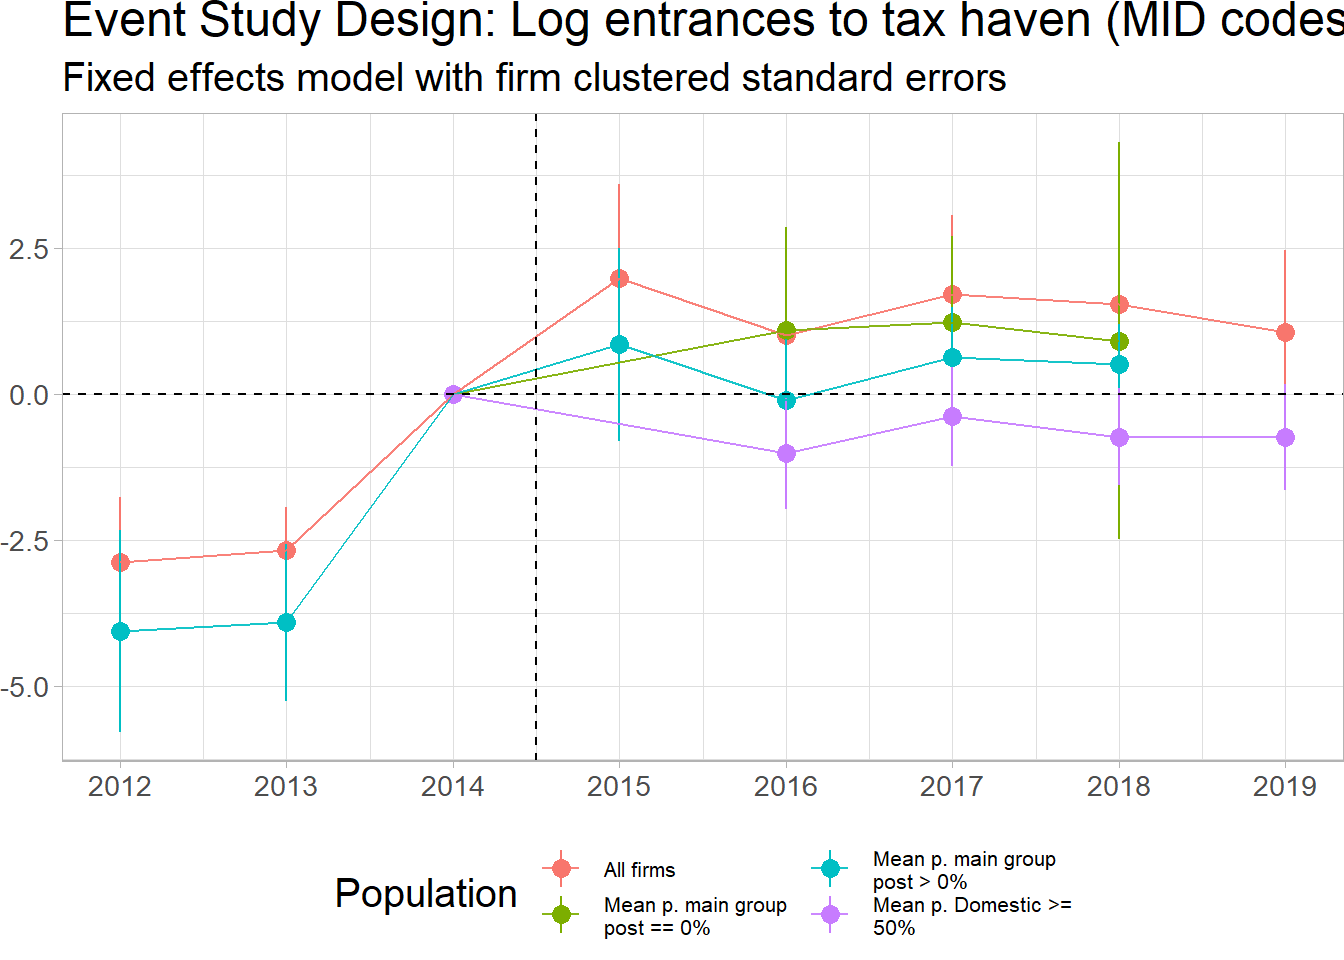 Event Study Design: Log entrances to tax haven (MID codes
Fixed effects model with firm clustered standard errors
2.5
0.0
-2.5
-5.0
2012 2013 2014 2015 2016 2017 2018 2019
Population
All firms
Mean p. main group
post == 0%
Mean p. main group
post > 0%
Mean p. Domestic >=
50%